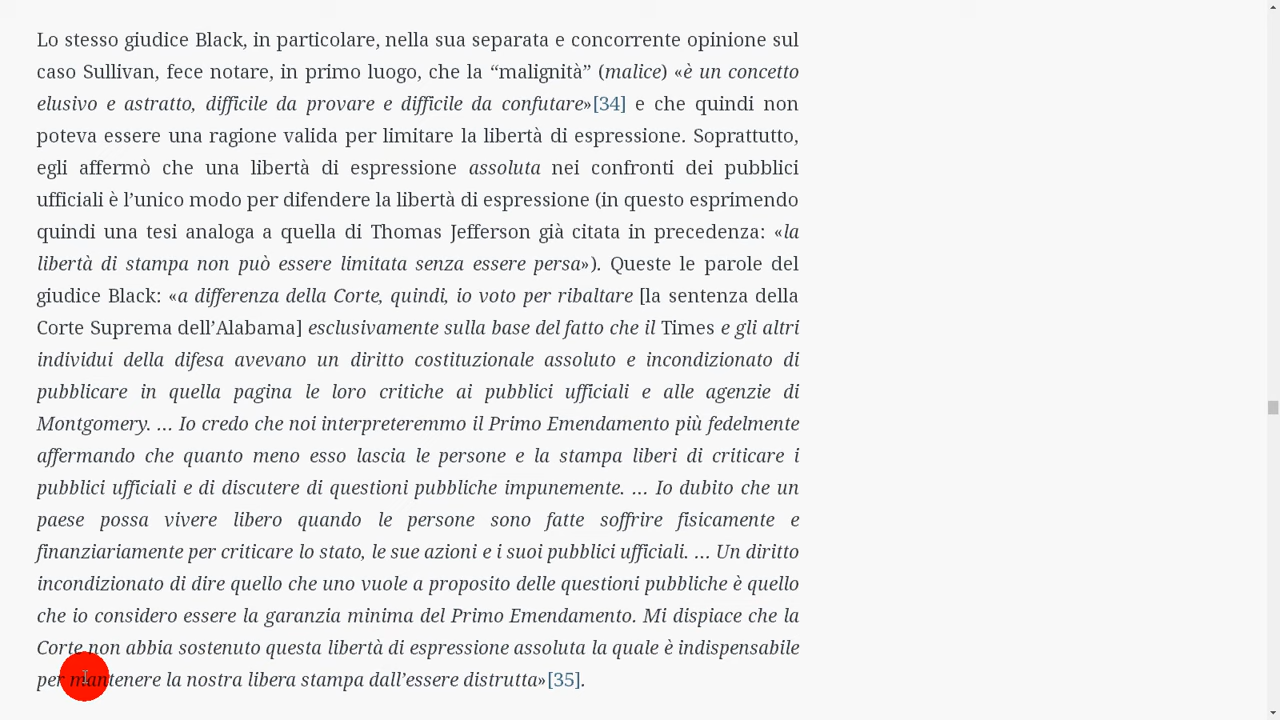 Lo stesso giudice Black, in particolare, nella sua separata e concorrente opinione sul
caso Sullivan, fece notare, in primo luogo, che la “malignità” (malice) «è un concetto
elusivo e astratto, difficile da provare e difficile da confutare»[34] e che quindi non
poteva essere una ragione valida per limitare la libertà di espressione. Soprattutto,
egli affermò che una libertà di espressione assoluta nei confronti dei pubblici
ufficiali è l’unico modo per difendere la libertà di espressione (in questo esprimendo
quindi una tesi analoga a quella di Thomas Jefferson già citata in precedenza: «la
libertà di stampa non può essere limitata senza essere persa»). Queste le parole del
giudice Black: «a differenza della Corte, quindi, io voto per ribaltare [la sentenza della
Corte Suprema dell’Alabama] esclusivamente sulla base del fatto che il Times e gli altri
individui della difesa avevano un diritto costituzionale assoluto e incondizionato di
pubblicare in quella pagina le loro critiche ai pubblici ufficiali e alle agenzie di
Montgomery. … Io credo che noi interpreteremmo il Primo Emendamento più fedelmente
affermando che quanto meno esso lascia le persone e la stampa liberi di criticare i
pubblici ufficiali e di discutere di questioni pubbliche impunemente. … Io dubito che un
paese possa vivere libero quando le persone sono fatte soffrire fisicamente e
finanziariamente per criticare lo stato, le sue azioni e i suoi pubblici ufficiali. … Un diritto
incondizionato di dire quello che uno vuole a proposito delle questioni pubbliche è quello
che io considero essere la garanzia minima del Primo Emendamento. Mi dispiace che la
Corte non abbia sostenuto questa libertà di espressione assoluta la quale è indispensabile
per mantenere la nostra libera stampa dall’essere distrutta»[35].